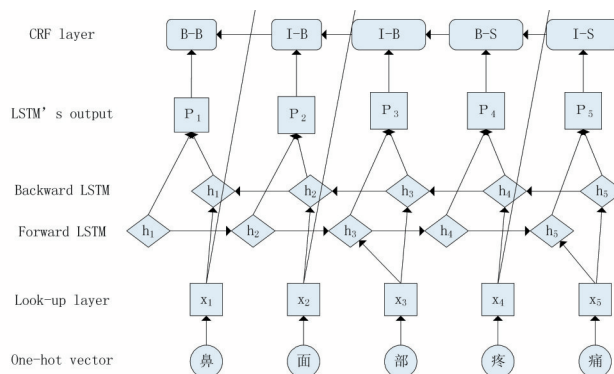 CRF layer B-B I-B I-B B-S I-S
LSTM's output P₁ P₂ P₃ P₄ P₅
Backward LSTM h₁ h₂ h₃ h₄ h₅
Forward LSTM h₁ h₂ h₃ h₄ h₅
Look-up layer x₁ x₂ x₃ x₄ x₅
One-hot vector 鼻 面 部 疼 痛